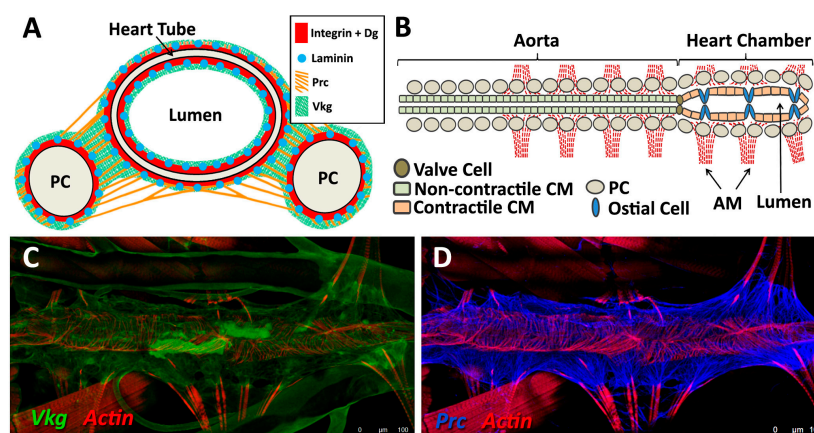 A
Heart Tube
Lumen
PC
PC
Integrin + Dg
Laminin
Prc
Vkg
B
Aorta
Heart Chamber
Valve Cell
Non-contractile CM
Contractile CM
PC
Ostial Cell
AM
Lumen
C
Vkg Actin
0 µm 100
D
Prc Actin
0 µm 100